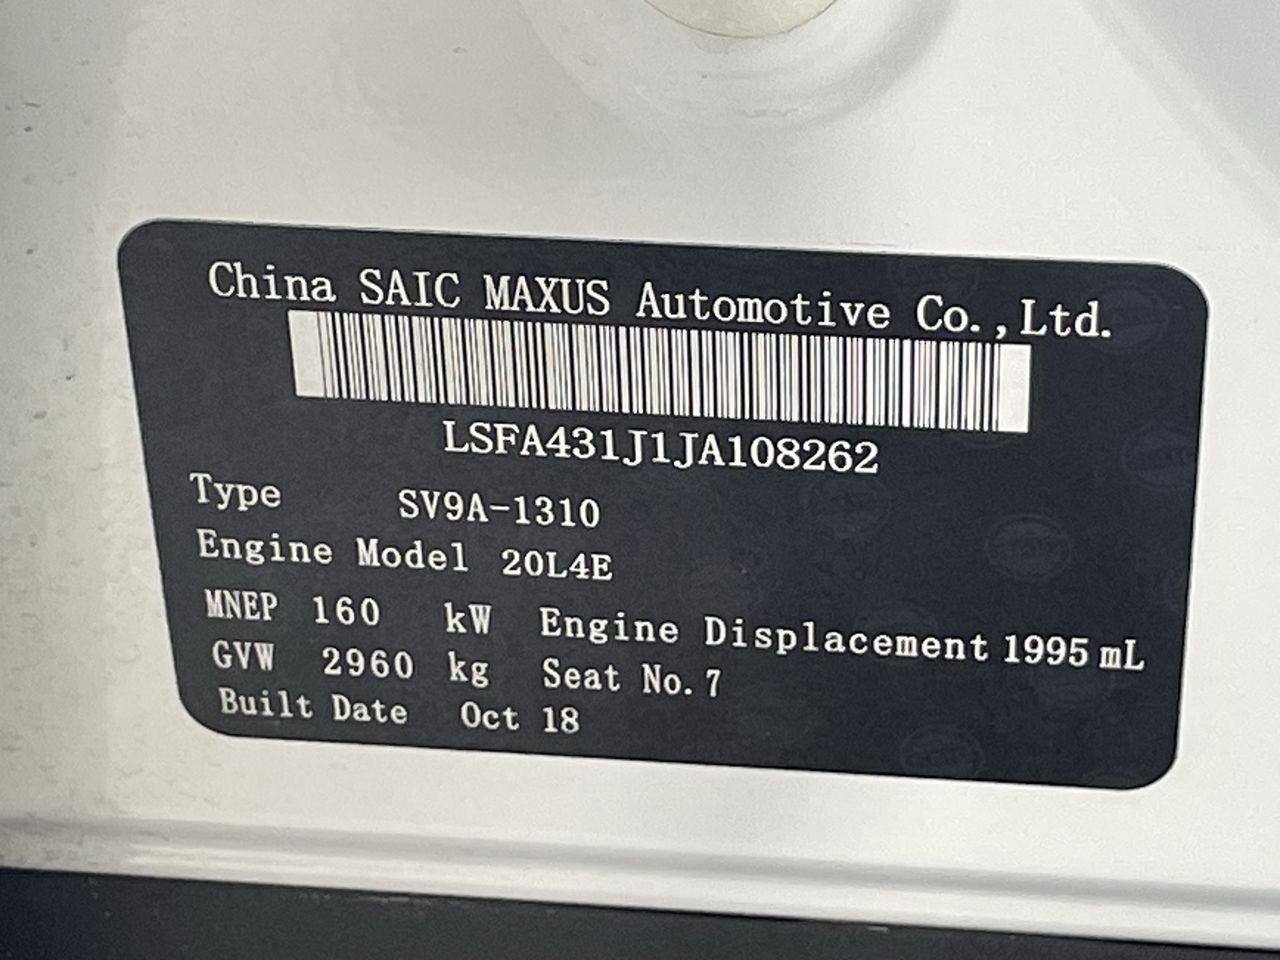 China SAIC MAXUS Automotive Co.,Ltd.
LSFA431J1JA108262
Type SV9A-1310
Engine Model 20L4E
MNEP 160 kW Engine Displacement 1995 mL
GVW 2960 kg Seat No. 7
Built Date Oct 18